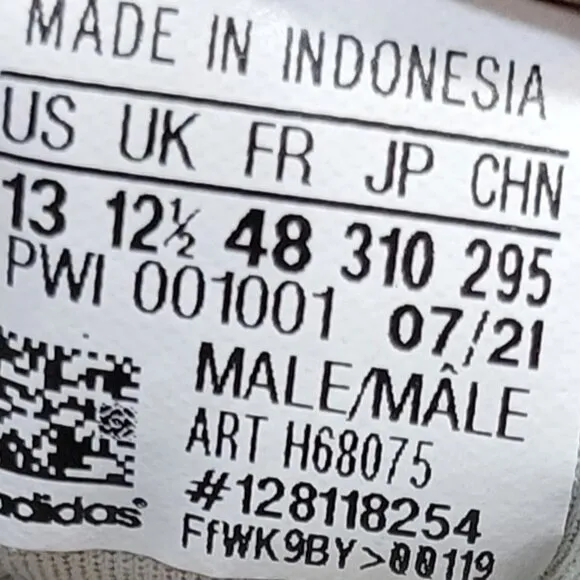 MADE IN INDONESIA
US UK FR JP CHN
13 12½ 48 310 295
PWI 001001 07/21
MALE/MÂLE
ART H68075
#128118254
adidas
FfWK9BY>00119